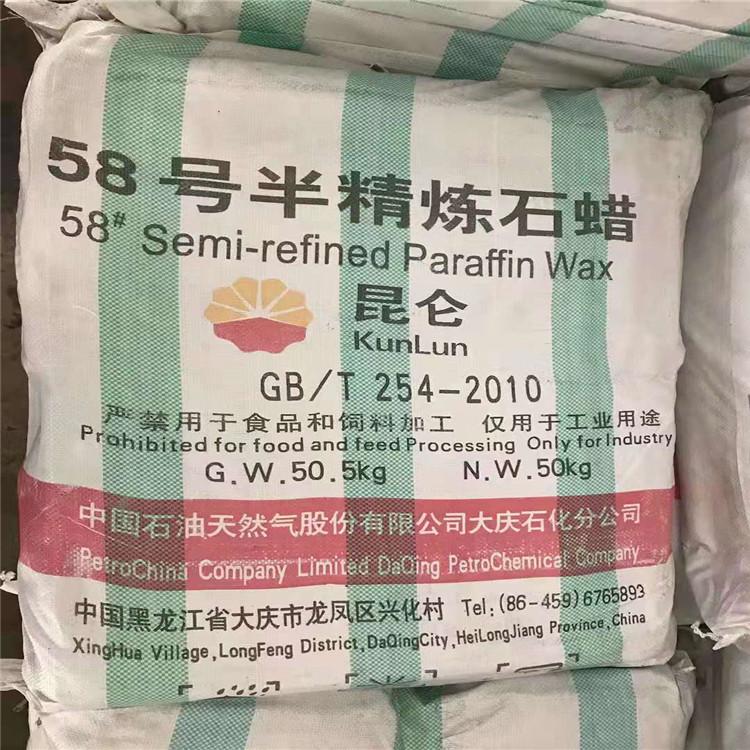 58号半精炼石蜡
58# Semi-refined Paraffin Wax
昆仑
KunLun
GB/T 254-2010
严禁用于食品和饲料加工 仅用于工业用途
Prohibited for food and feed Processing Only for Industry
G.W.50.5kg N.W.50kg
中国石油天然气股份有限公司大庆石化分公司
PetroChina Company Limited DaQing PetroChemical Company
中国黑龙江省大庆市龙凤区兴化村 Tel:(86-459)6765893
XingHua Village,LongFeng District,DaQingCity,HeiLongJiang Province,China